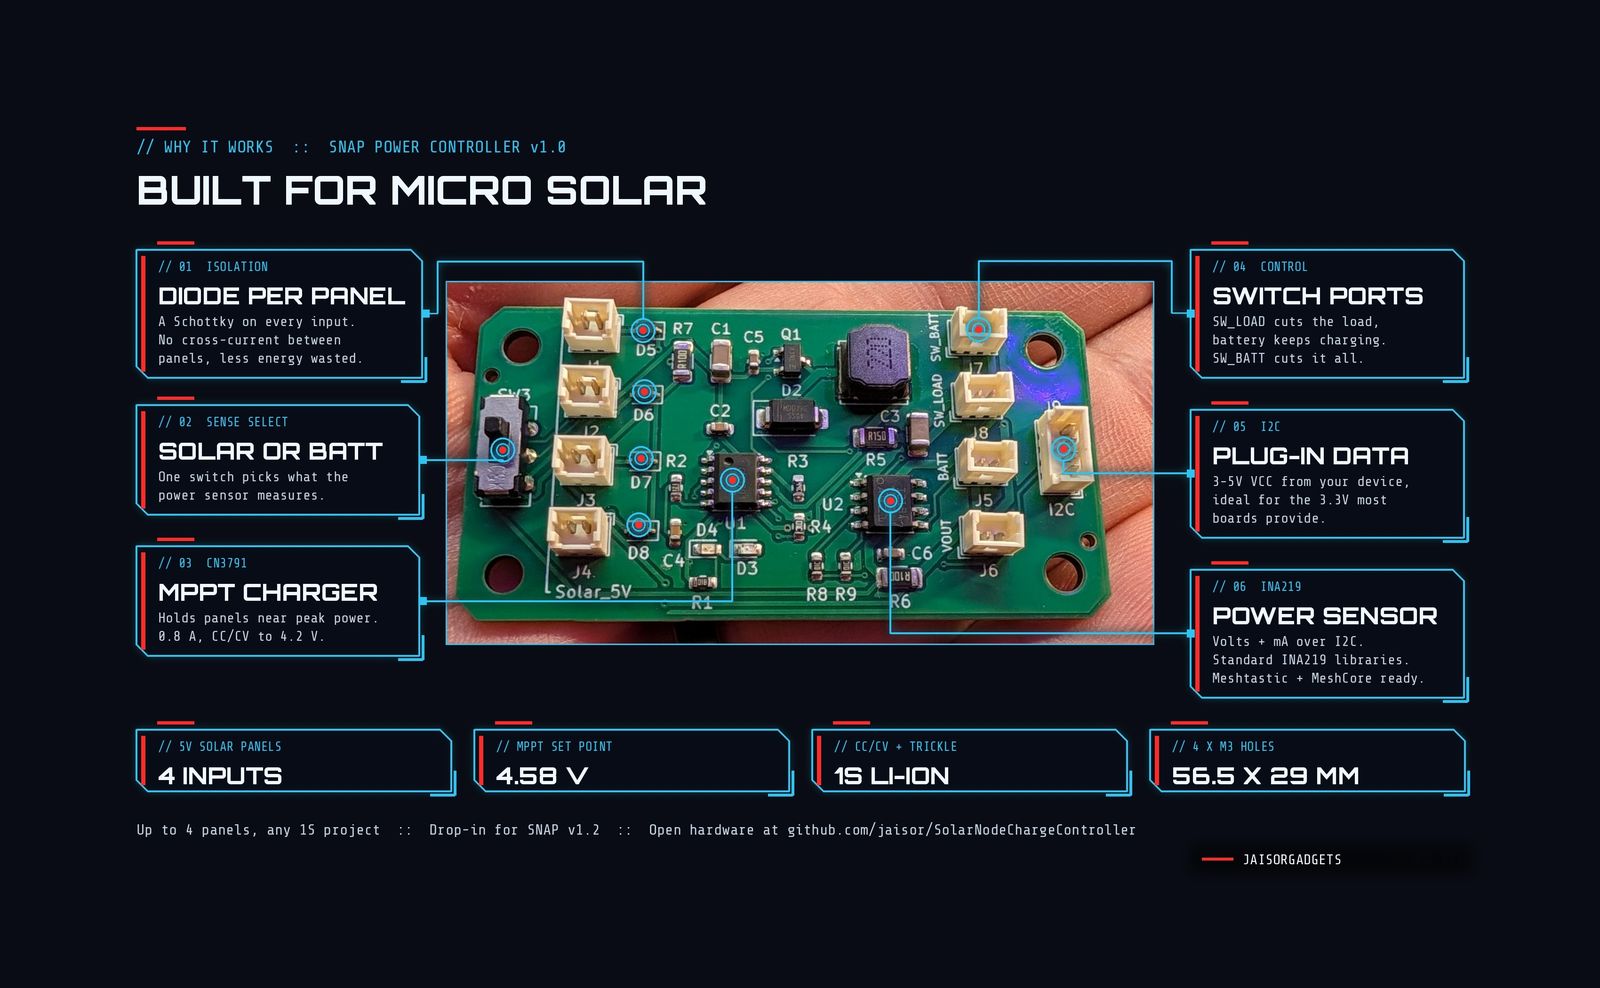 // WHY IT WORKS :: SNAP POWER CONTROLLER v1.0
BUILT FOR MICRO SOLAR
// 01 ISOLATION
DIODE PER PANEL
A Schottky on every input.
No cross-current between
panels, less energy wasted.
// 02 SENSE SELECT
SOLAR OR BATT
One switch picks what the
power sensor measures.
// 03 CN3791
MPPT CHARGER
Holds panels near peak power.
0.8 A, CC/CV to 4.2 V.
D5
R7
C1
C5
Q1
R100
D6
D2
C2
J2
J3
D7
R2
R3
R5
R150
C3
U2
U1
R4
D4
D3
D8
C4
J4
Solar_5V
R1
R8 R9
R6
R100
C6
SW_BATT
SW_LOAD
J8
BATT
J5
VOUT
J6
I2C
// 04 CONTROL
SWITCH PORTS
SW_LOAD cuts the load,
battery keeps charging.
SW_BATT cuts it all.
// 05 I2C
PLUG-IN DATA
3-5V VCC from your device,
ideal for the 3.3V most
boards provide.
// 06 INA219
POWER SENSOR
Volts + mA over I2C.
Standard INA219 libraries.
Meshtastic + MeshCore ready.
// 5V SOLAR PANELS
4 INPUTS
// MPPT SET POINT
4.58 V
// CC/CV + TRICKLE
1S LI-ION
// 4 X M3 HOLES
56.5 X 29 MM
Up to 4 panels, any 1S project :: Drop-in for SNAP v1.2 :: Open hardware at github.com/jaisor/SolarNodeChargeController
JAISORGADGETS